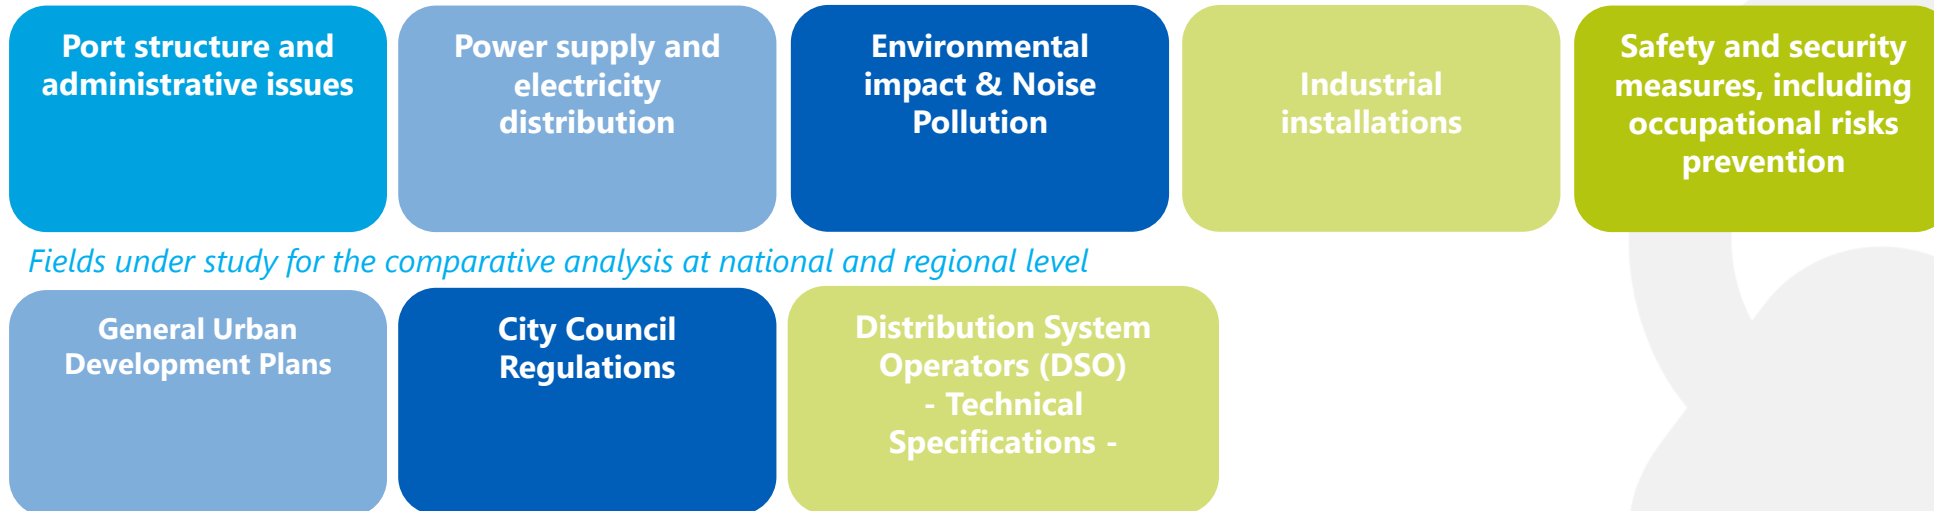 Port structure and
administrative issues
Power supply and
electricity
distribution
Environmental
impact & Noise
Pollution
Industrial
installations
Safety and security
measures, including
occupational risks
prevention
Fields under study for the comparative analysis at national and regional level
General Urban
Development Plans
City Council
Regulations
Distribution System
Operators (DSO)
- Technical
Specifications -